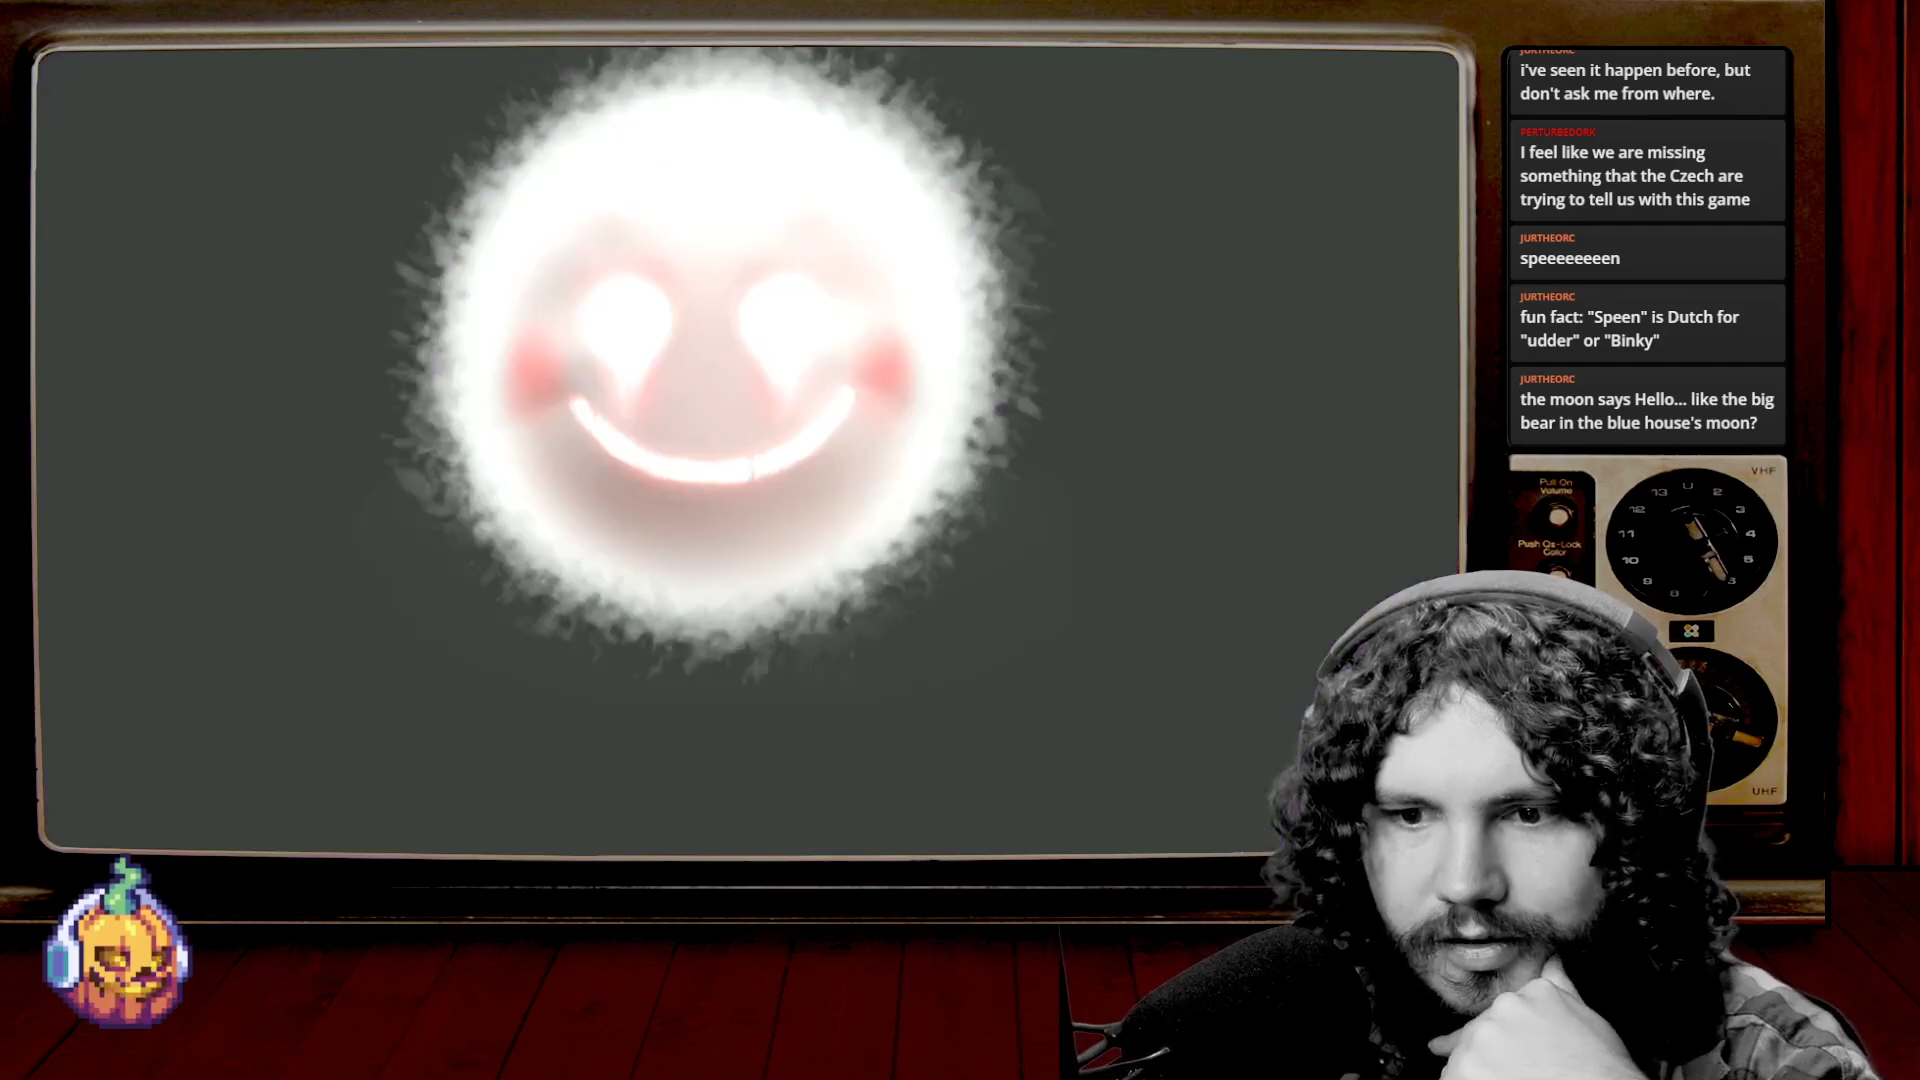 JURTHEORC
i've seen it happen before, but
don't ask me from where.
PERTURBEDORK
I feel like we are missing
something that the Czech are
trying to tell us with this game
JURTHEORC
speeeeeeeen
JURTHEORC
fun fact: "Speen" is Dutch for
"udder" or "Binky"
JURTHEORC
the moon says Hello... like the big
bear in the blue house's moon?
VHF
Pull On
Volume
Push On-Lock
Color
U
2
3
4
5
8
9
10
11
12
13
UHF